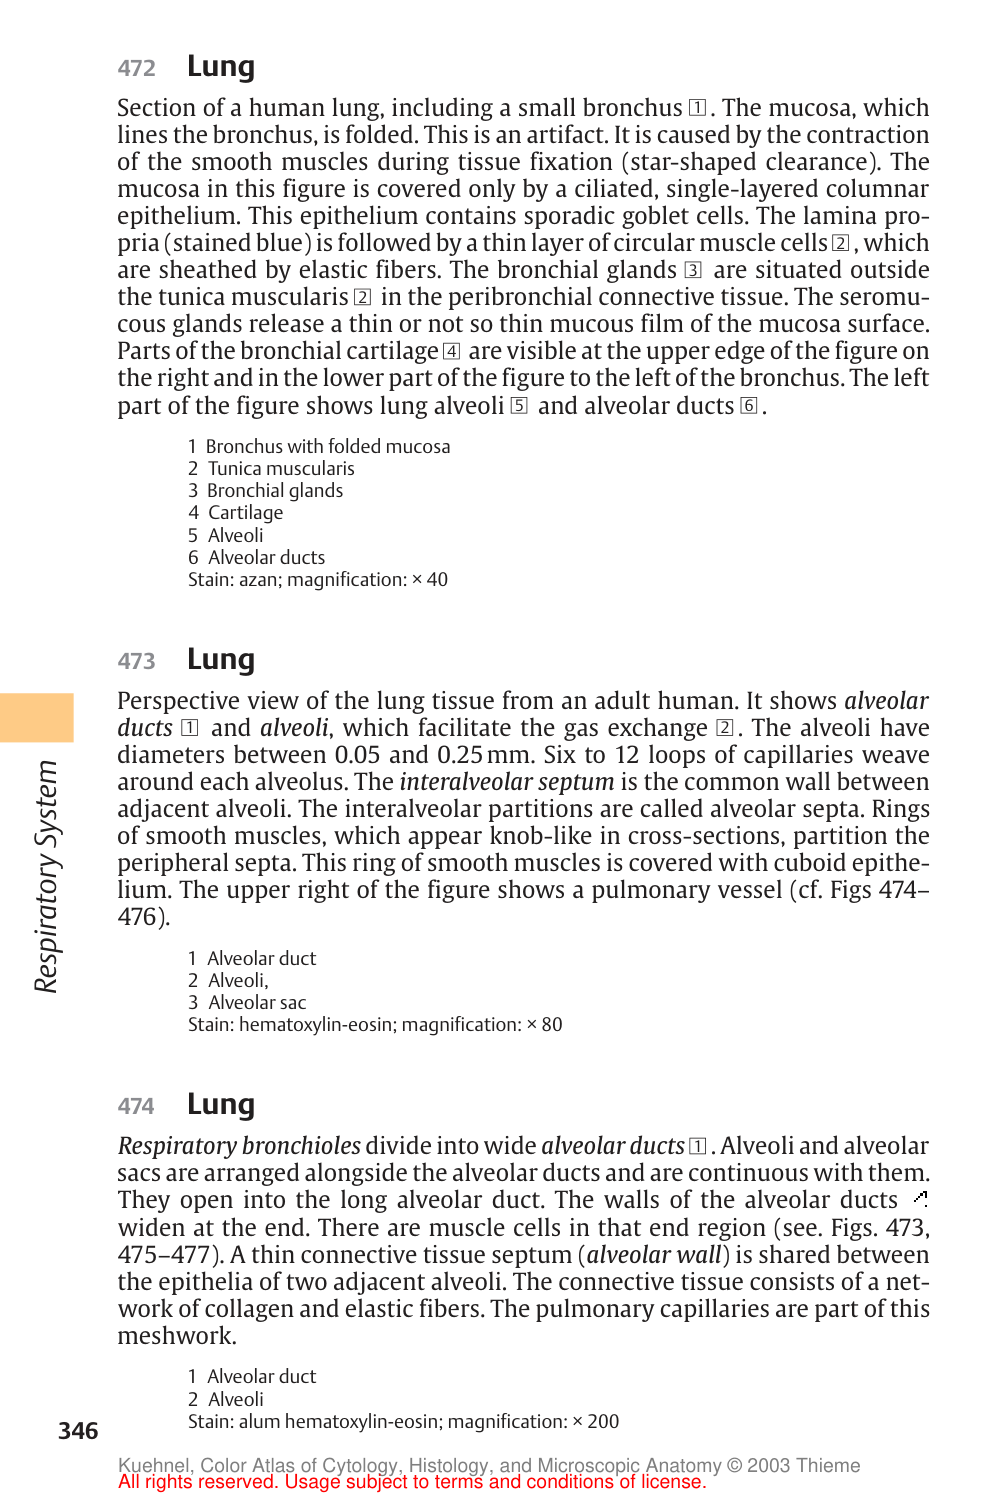 472 Lung
Section of a human lung, including a small bronchus 1. The mucosa, which
lines the bronchus, is folded. This is an artifact. It is caused by the contraction
of the smooth muscles during tissue fixation (star-shaped clearance). The
mucosa in this figure is covered only by a ciliated, single-layered columnar
epithelium. This epithelium contains sporadic goblet cells. The lamina pro-
pria (stained blue) is followed by a thin layer of circular muscle cells 2, which
are sheathed by elastic fibers. The bronchial glands 3 are situated outside
the tunica muscularis 2 in the peribronchial connective tissue. The seromu-
cous glands release a thin or not so thin mucous film of the mucosa surface.
Parts of the bronchial cartilage 4 are visible at the upper edge of the figure on
the right and in the lower part of the figure to the left of the bronchus. The left
part of the figure shows lung alveoli 5 and alveolar ducts 6.
1 Bronchus with folded mucosa
2 Tunica muscularis
3 Bronchial glands
4 Cartilage
5 Alveoli
6 Alveolar ducts
Stain: azan; magnification: × 40
473 Lung
Perspective view of the lung tissue from an adult human. It shows alveolar
ducts 1 and alveoli, which facilitate the gas exchange 2. The alveoli have
diameters between 0.05 and 0.25 mm. Six to 12 loops of capillaries weave
around each alveolus. The interalveolar septum is the common wall between
adjacent alveoli. The interalveolar partitions are called alveolar septa. Rings
of smooth muscles, which appear knob-like in cross-sections, partition the
peripheral septa. This ring of smooth muscles is covered with cuboid epithe-
lium. The upper right of the figure shows a pulmonary vessel (cf. Figs 474–
476).
1 Alveolar duct
2 Alveoli,
3 Alveolar sac
Stain: hematoxylin-eosin; magnification: × 80
Respiratory System
474 Lung
Respiratory bronchioles divide into wide alveolar ducts 1. Alveoli and alveolar
sacs are arranged alongside the alveolar ducts and are continuous with them.
They open into the long alveolar duct. The walls of the alveolar ducts
widen at the end. There are muscle cells in that end region (see. Figs. 473,
475–477). A thin connective tissue septum (alveolar wall) is shared between
the epithelia of two adjacent alveoli. The connective tissue consists of a net-
work of collagen and elastic fibers. The pulmonary capillaries are part of this
meshwork.
1 Alveolar duct
2 Alveoli
Stain: alum hematoxylin-eosin; magnification: × 200
346
Kuehnel, Color Atlas of Cytology, Histology, and Microscopic Anatomy © 2003 Thieme
All rights reserved. Usage subject to terms and conditions of license.